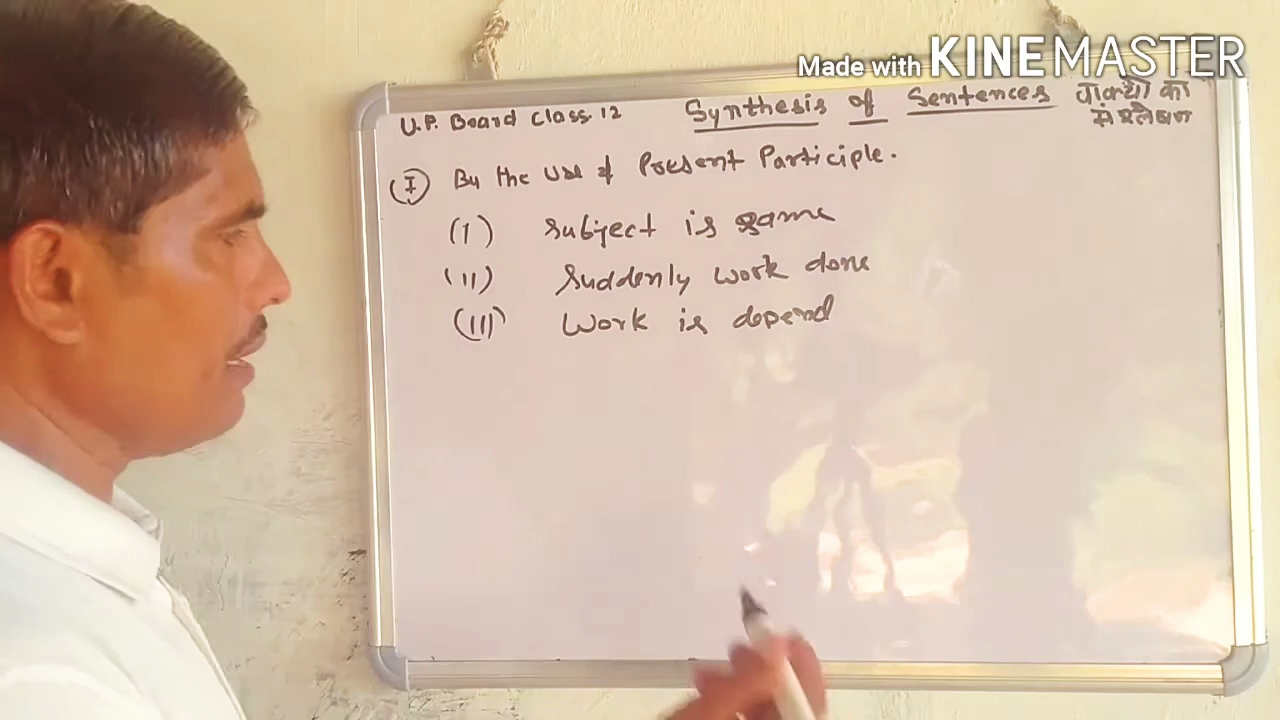 Made with KINEMASTER
U.P. Board class 12 Synthesis of Sentences वाक्यों का
संश्लेषण
(I) By the use of Present Participle.
(I) Subject is same
(II) Suddenly work done
(III) Work is depend